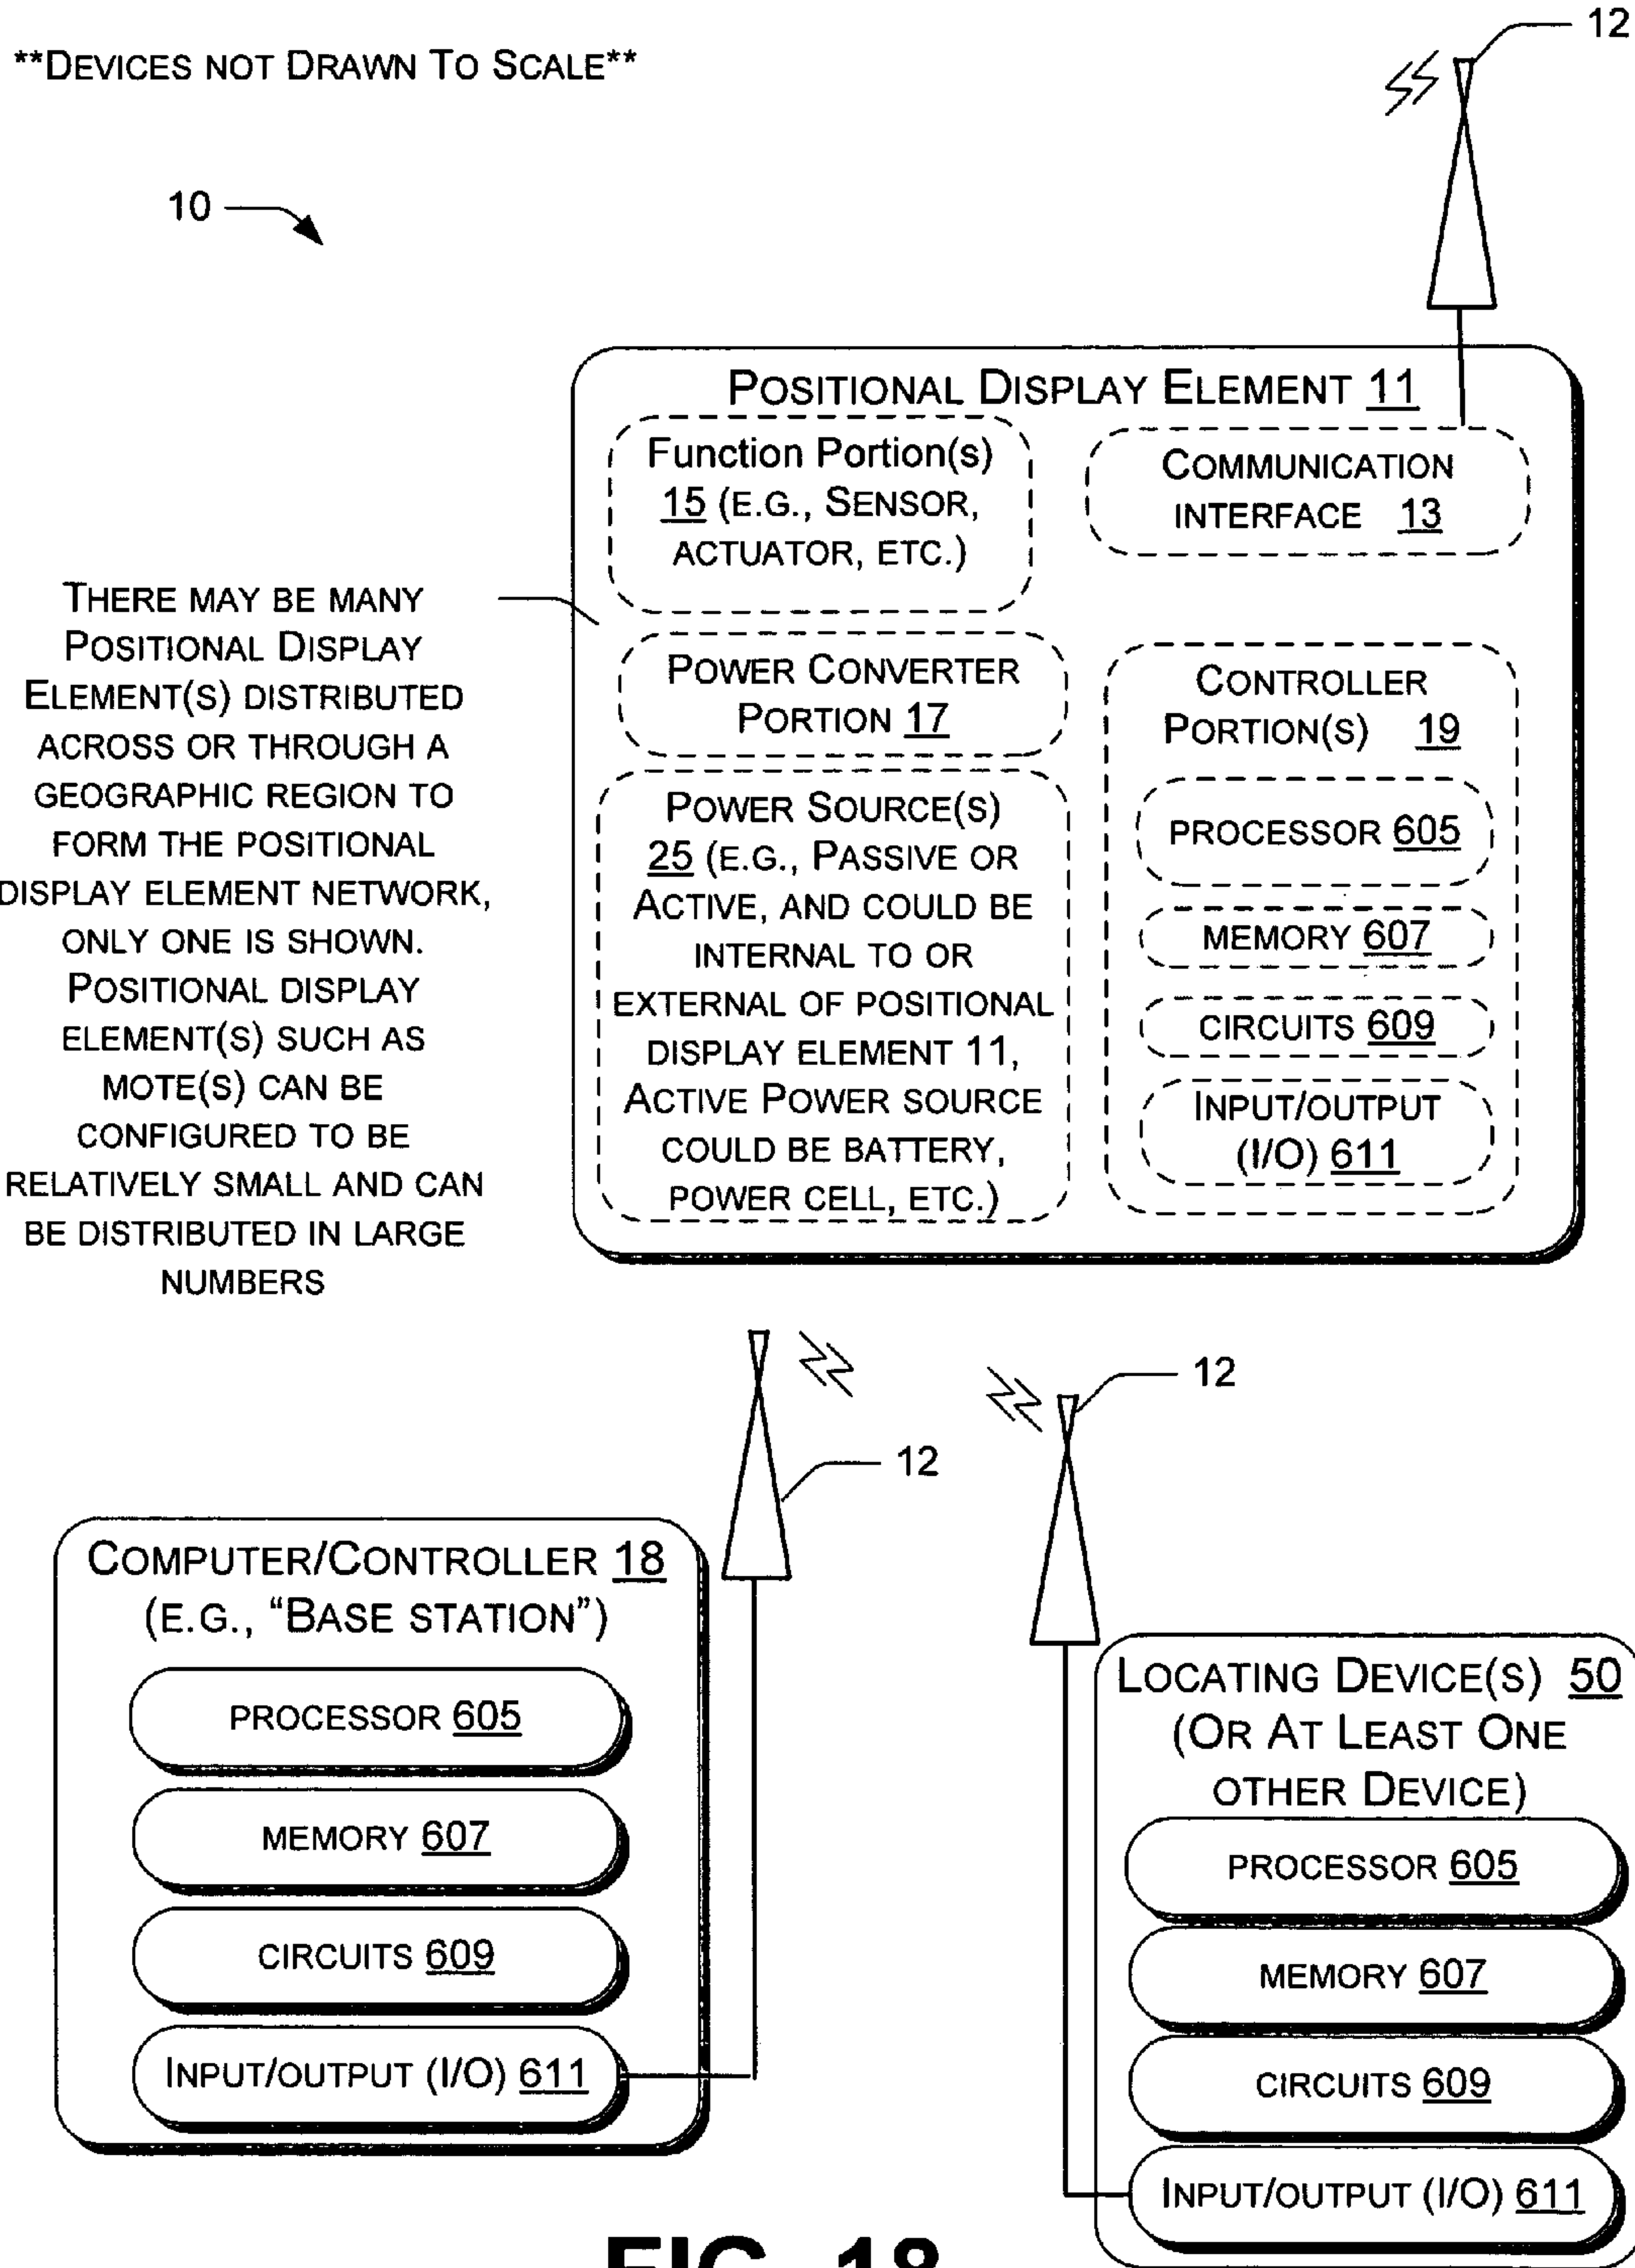 **DEVICES NOT DRAWN TO SCALE**
12
10
POSITIONAL DISPLAY ELEMENT 11
Function Portion(s)
15 (E.G., SENSOR,
ACTUATOR, ETC.)
COMMUNICATION
INTERFACE 13
THERE MAY BE MANY
POSITIONAL DISPLAY
ELEMENT(S) DISTRIBUTED
ACROSS OR THROUGH A
GEOGRAPHIC REGION TO
FORM THE POSITIONAL
DISPLAY ELEMENT NETWORK,
ONLY ONE IS SHOWN.
POSITIONAL DISPLAY
ELEMENT(S) SUCH AS
MOTE(S) CAN BE
CONFIGURED TO BE
RELATIVELY SMALL AND CAN
BE DISTRIBUTED IN LARGE
NUMBERS
POWER CONVERTER
PORTION 17
POWER SOURCE(S)
25 (E.G., PASSIVE OR
ACTIVE, AND COULD BE
INTERNAL TO OR
EXTERNAL OF POSITIONAL
DISPLAY ELEMENT 11,
ACTIVE POWER SOURCE
COULD BE BATTERY,
POWER CELL, ETC.)
CONTROLLER
PORTION(S) 19
PROCESSOR 605
MEMORY 607
CIRCUITS 609
INPUT/OUTPUT
(I/O) 611
12
12
COMPUTER/CONTROLLER 18
(E.G., “BASE STATION”)
PROCESSOR 605
MEMORY 607
CIRCUITS 609
INPUT/OUTPUT (I/O) 611
LOCATING DEVICE(S) 50
(OR AT LEAST ONE
OTHER DEVICE)
PROCESSOR 605
MEMORY 607
CIRCUITS 609
INPUT/OUTPUT (I/O) 611
FIG. 18